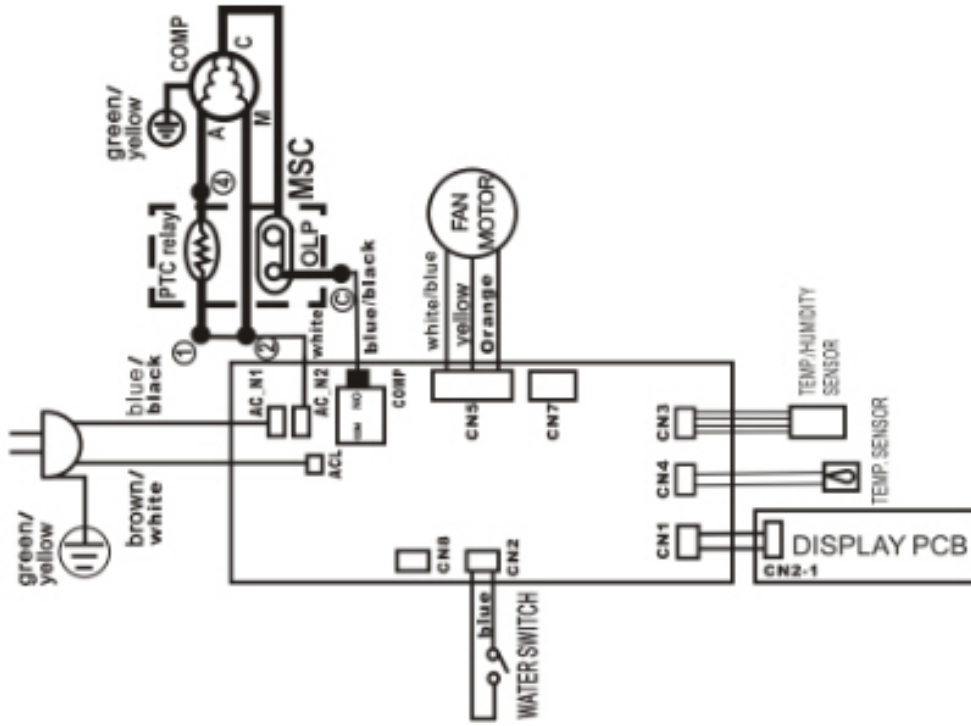 COMP
C
green/
yellow
A
M
④
MSC
PTC relay
OLP
①
②
white
C
blue/black
blue/
black
AC_N1
AC_N2
COMP
ACL
brown/
white
green/
yellow
FAN
MOTOR
white/blue
yellow
Orange
CN5
CN7
CN8
CN2
blue
WATER SWITCH
CN3
TEMP/HUMIDITY
SENSOR
CN4
TEMP. SENSOR
CN1
CN2-1
DISPLAY PCB